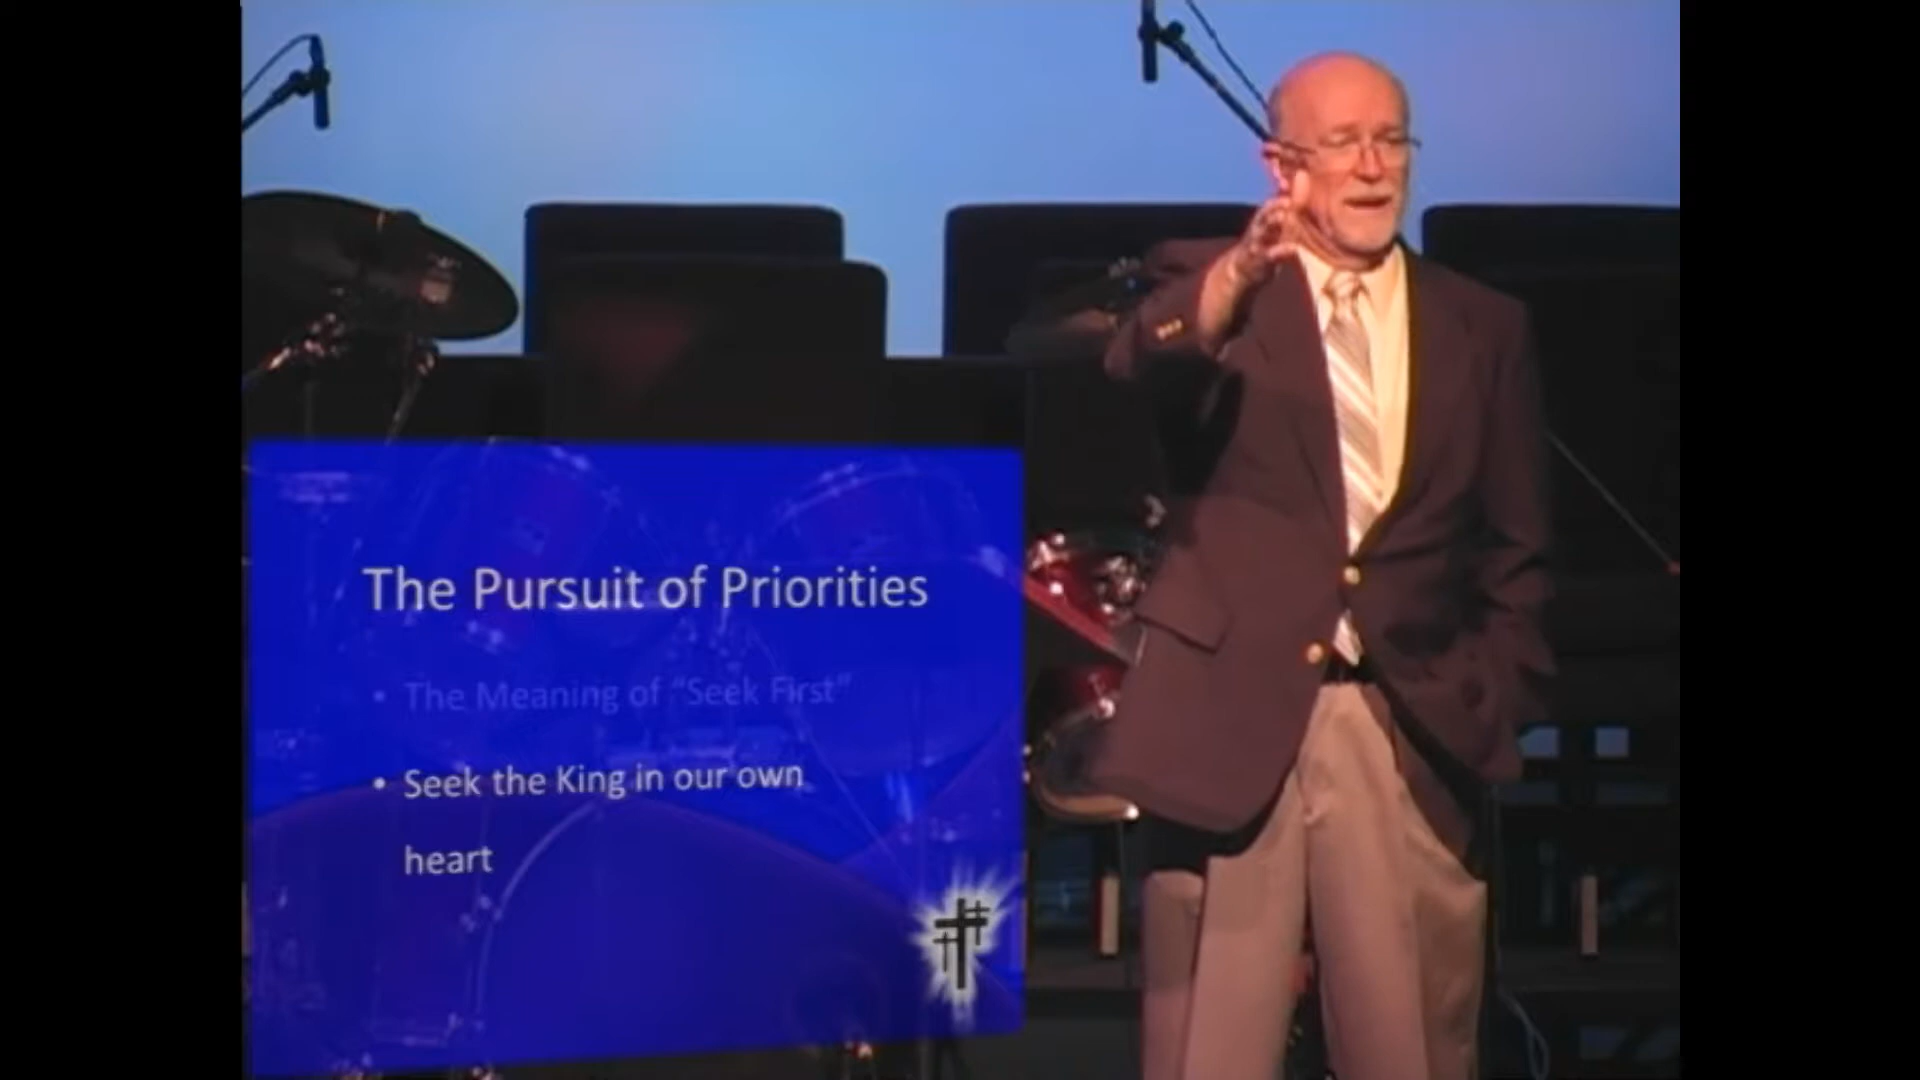 The Pursuit of Priorities
• The Meaning of “Seek First”
• Seek the King in our own
heart